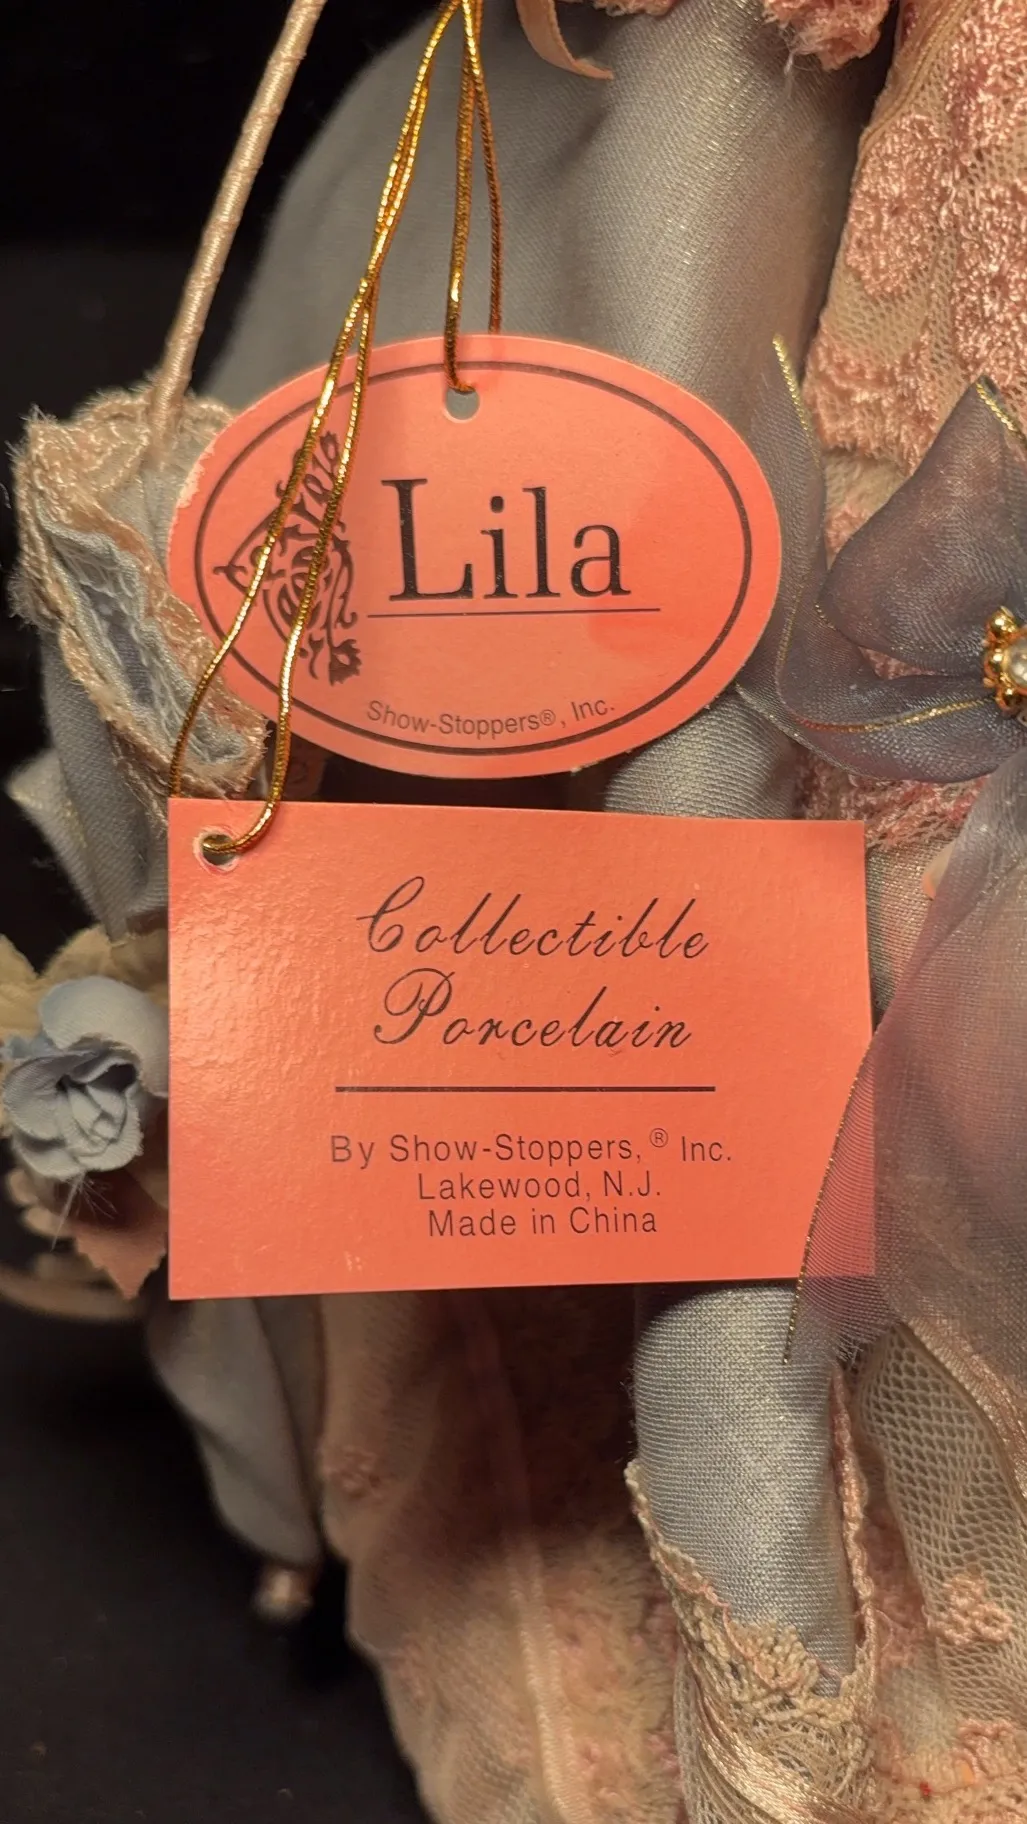 Lila
Show-Stoppers®, Inc.
Collectible
Porcelain
By Show-Stoppers,® Inc.
Lakewood, N.J.
Made in China